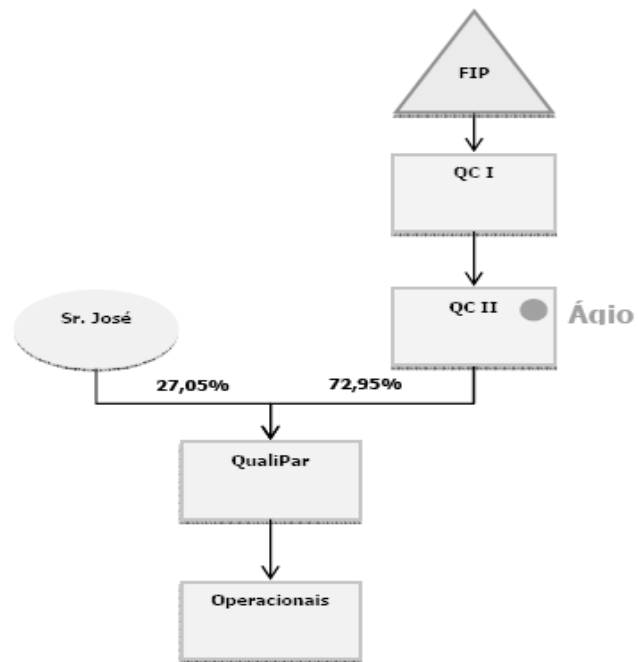 FIP
QC I
QC II
Ágio
Sr. José
27,05%
72,95%
QualiPar
Operacionais